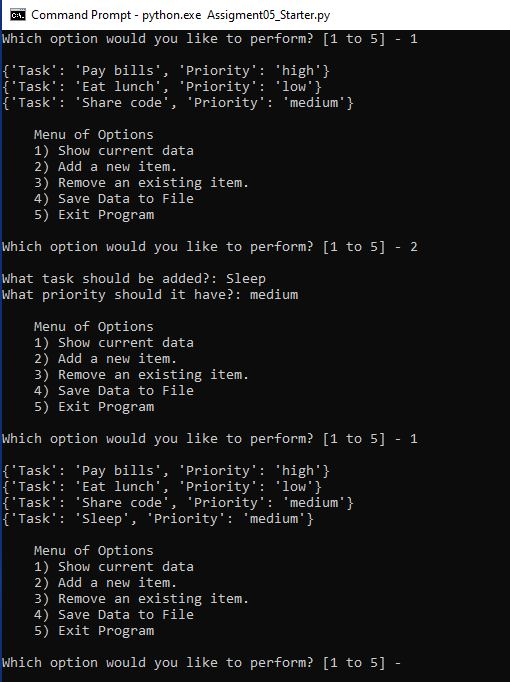 Command Prompt - python.exe  Assigment05_Starter.py
Which option would you like to perform? [1 to 5] - 1
{'Task': 'Pay bills', 'Priority': 'high'}
{'Task': 'Eat lunch', 'Priority': 'low'}
{'Task': 'Share code', 'Priority': 'medium'}
Menu of Options
1) Show current data
2) Add a new item.
3) Remove an existing item.
4) Save Data to File
5) Exit Program
Which option would you like to perform? [1 to 5] - 2
What task should be added?: Sleep
What priority should it have?: medium
Menu of Options
1) Show current data
2) Add a new item.
3) Remove an existing item.
4) Save Data to File
5) Exit Program
Which option would you like to perform? [1 to 5] - 1
{'Task': 'Pay bills', 'Priority': 'high'}
{'Task': 'Eat lunch', 'Priority': 'low'}
{'Task': 'Share code', 'Priority': 'medium'}
{'Task': 'Sleep', 'Priority': 'medium'}
Menu of Options
1) Show current data
2) Add a new item.
3) Remove an existing item.
4) Save Data to File
5) Exit Program
Which option would you like to perform? [1 to 5] -